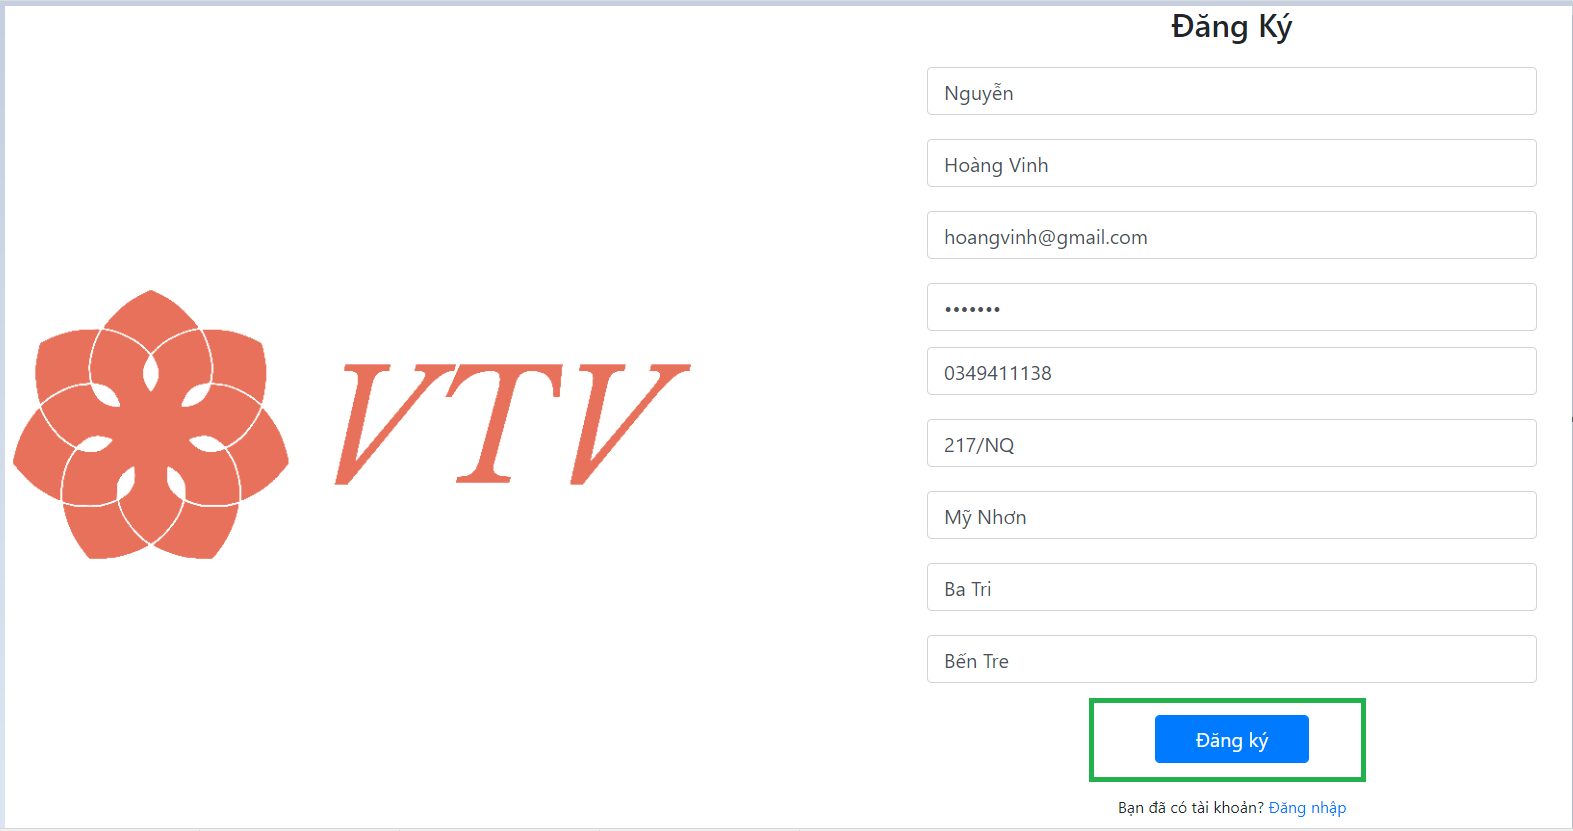 VTV
Đăng Ký
Nguyễn
Hoàng Vinh
hoangvinh@gmail.com
•••••••
0349411138
217/NQ
Mỹ Nhơn
Ba Tri
Bến Tre
Đăng ký
Bạn đã có tài khoản? Đăng nhập